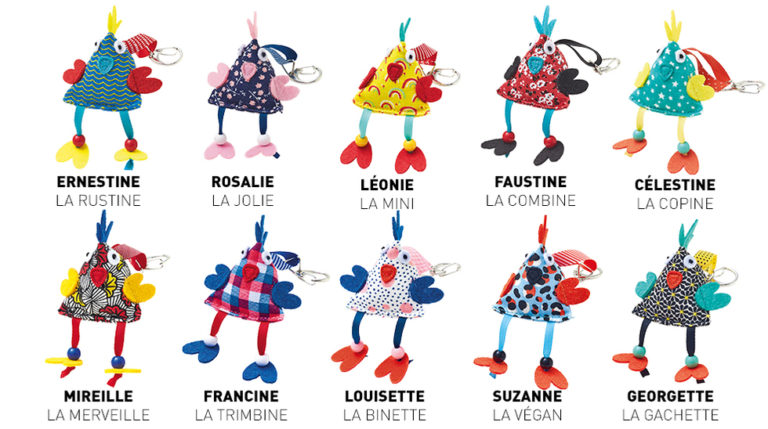 ERNESTINE
LA RUSTINE
ROSALIE
LA JOLIE
LÉONIE
LA MINI
FAUSTINE
LA COMBINE
CÉLESTINE
LA COPINE
MIREILLE
LA MERVEILLE
FRANCINE
LA TRIMBINE
LOUISETTE
LA BINETTE
SUZANNE
LA VÉGAN
GEORGETTE
LA GACHETTE